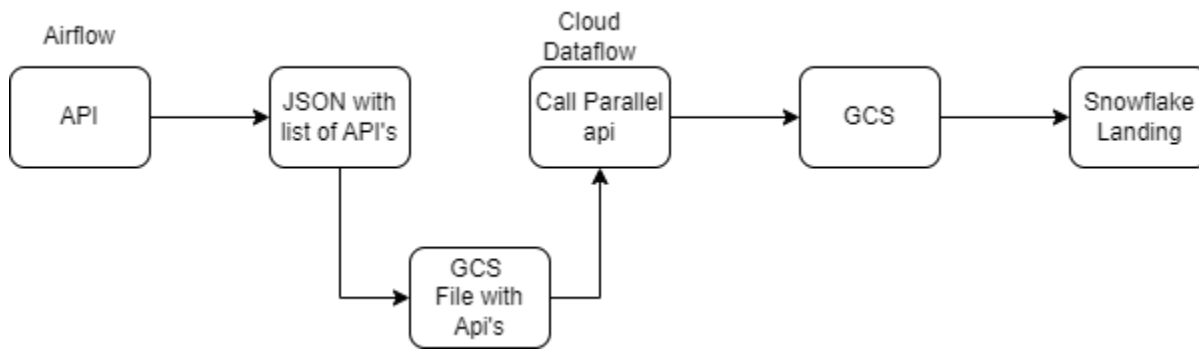 Airflow
API
JSON with
list of API's
GCS
File with
Api's
Cloud
Dataflow
Call Parallel
api
GCS
Snowflake
Landing